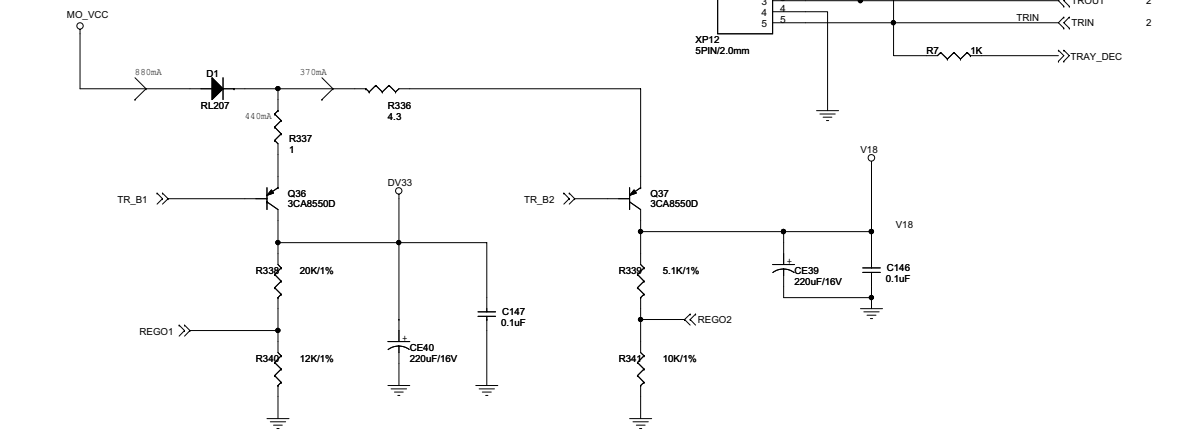 MO_VCC
880mA
D1
RL207
370mA
R336
4.3
440mA
R337
1
TR_B1
Q36
3CA8550D
DV33
TR_B2
Q37
3CA8550D
R338 20K/1%
REGO1
R340 12K/1%
CE40
220uF/16V
C147
0.1uF
R339 5.1K/1%
REGO2
R341 10K/1%
V18
V18
CE39
220uF/16V
C146
0.1uF
3
4 4
5 5
XP12
5PIN/2.0mm
TROUT 2
TRIN TRIN 2
R7 1K TRAY_DEC